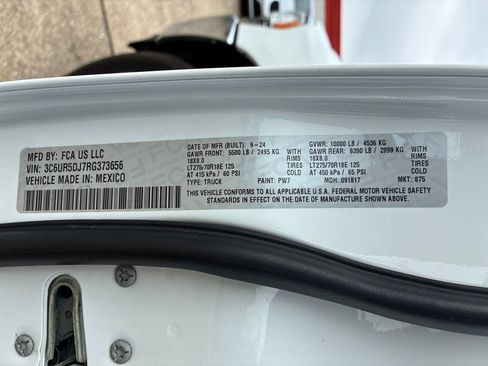 MFD BY: FCA US LLC
VIN: 3C6UR5DJ7RG373656
VEHICLE MADE IN: MEXICO
DATE OF MFR (BUILT): 9-24 GVWR: 10000 LB / 4536 KG
GAWR FRONT: 5500 LB / 2495 KG WITH GAWR REAR: 6390 LB / 2899 KG WITH
18X8.0 RIMS 18X8.0 RIMS
LT275/70R18E 125 TIRES LT275/70R18E 125 TIRES
AT 415 kPa / 60 PSI AT 450 kPa / 65 PSI
TYPE: TRUCK PAINT: PW7 MDH: 091817 MKT: 875
THIS VEHICLE CONFORMS TO ALL APPLICABLE U.S.A. FEDERAL MOTOR VEHICLE SAFETY
STANDARDS IN EFFECT ON THE DATE OF MANUFACTURE SHOWN ABOVE.